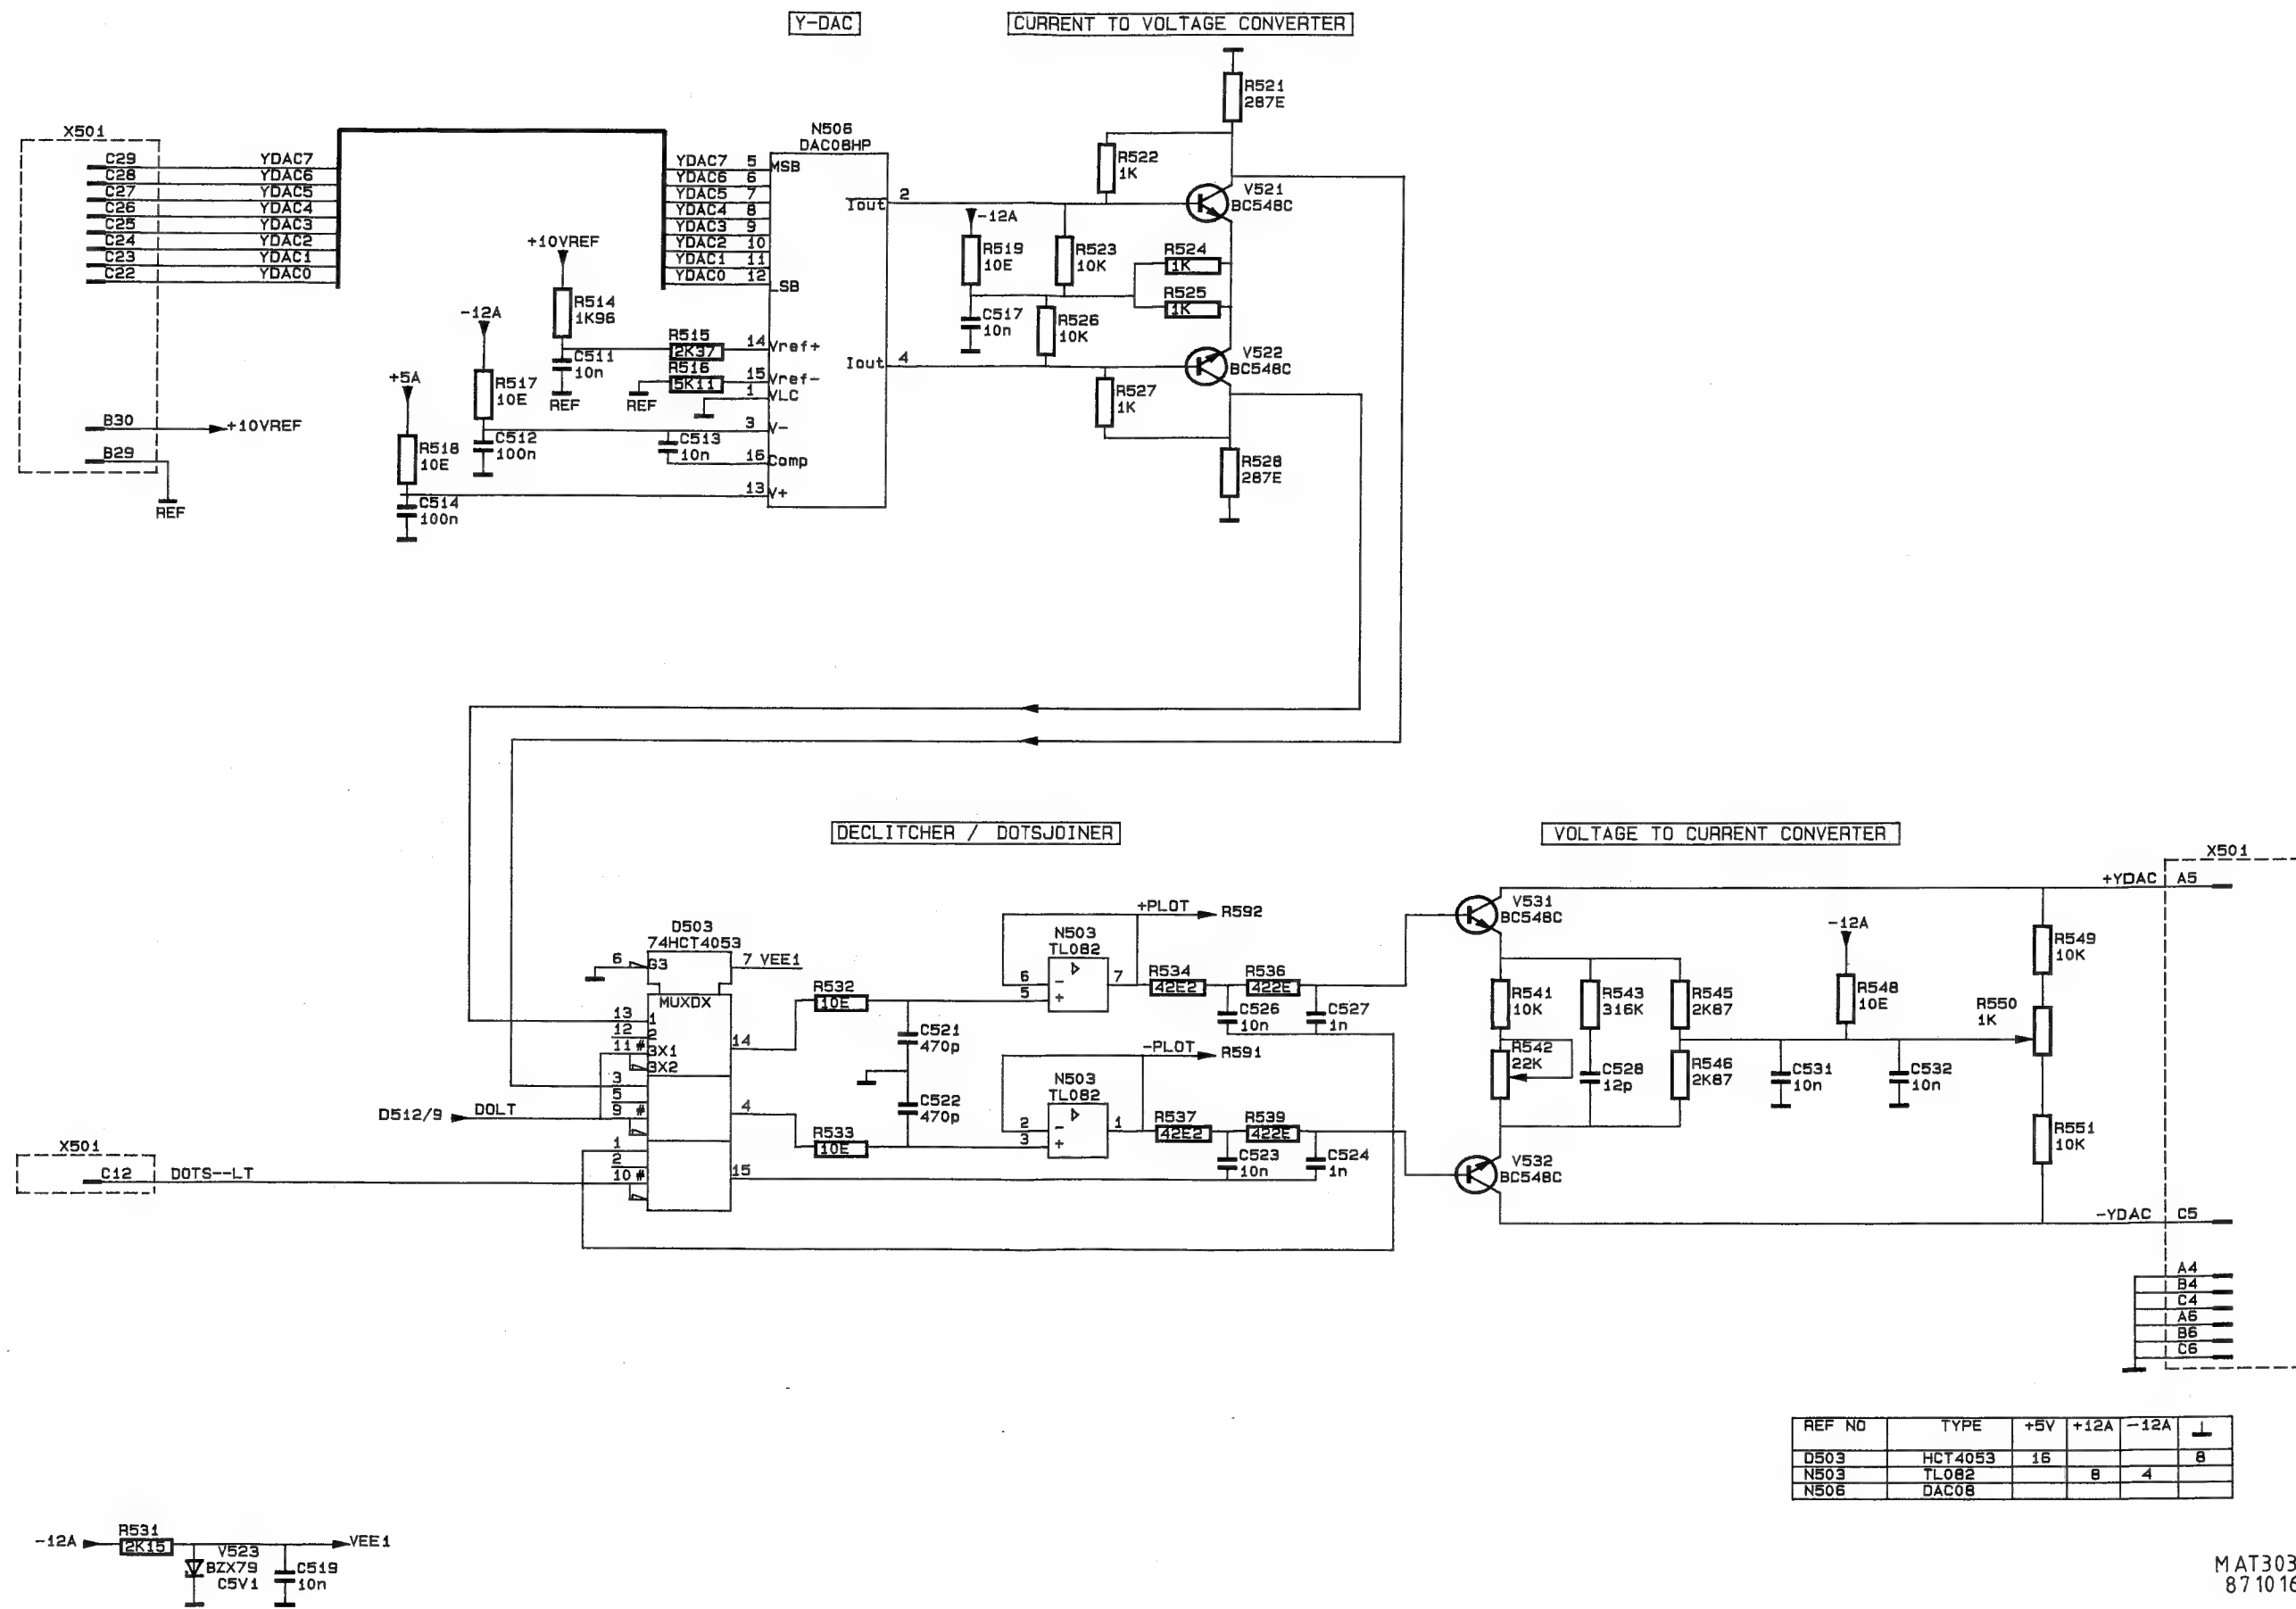 Y-DAC
CURRENT TO VOLTAGE CONVERTER
R521
287E
X501
C29 YDAC7
C28 YDAC6
C27 YDAC5
C26 YDAC4
C25 YDAC3
C24 YDAC2
C23 YDAC1
C22 YDAC0
B30 +10VREF
B29
REF
N506
DAC08HP
YDAC7 5 MSB
YDAC6 6
YDAC5 7
YDAC4 8
YDAC3 9
YDAC2 10
YDAC1 11
YDAC0 12 LSB
+10VREF
R514
1K96
C511
10n
REF
R515
2K37
14 Vref+
R516
5K11
REF
15 Vref-
1 VLC
-12A
R517
10E
C512
100n
3 V-
C513
10n
16 Comp
+5A
R518
10E
C514
100n
13 V+
Iout 2
Iout 4
-12A
R519
10E
C517
10n
R522
1K
R523
10K
R524
1K
R525
1K
R526
10K
R527
1K
V521
BC548C
V522
BC548C
R528
287E
DECLITCHER / DOTSJOINER
VOLTAGE TO CURRENT CONVERTER
D503
74HCT4053
6 G3
7 VEE1
MUXDX
13 1
12 2
11 # 3X1
3X2
14
3
5
9 #
4
1
2
10 #
15
D512/9 DOLT
X501
C12 DOTS--LT
R532
10E
R533
10E
C521
470p
C522
470p
+PLOT R592
N503
TL082
6 -
5 +
7
R534
42E2
R536
422E
C526
10n
C527
1n
-PLOT R591
N503
TL082
2 -
3 +
1
R537
42E2
R539
422E
C523
10n
C524
1n
V531
BC548C
V532
BC548C
R541
10K
R542
22K
R543
316K
C528
12p
R545
2K87
R546
2K87
-12A
R548
10E
C531
10n
C532
10n
R549
10K
R550
1K
R551
10K
X501
+YDAC A5
-YDAC C5
A4
B4
C4
A6
B6
C6
REF NO TYPE +5V +12A -12A ⊥
D503 HCT4053 16 8
N503 TL082 8 4
N506 DAC08
-12A
R531
2K15
VEE1
V523
BZX79
C5V1
C519
10n
MAT303
871016